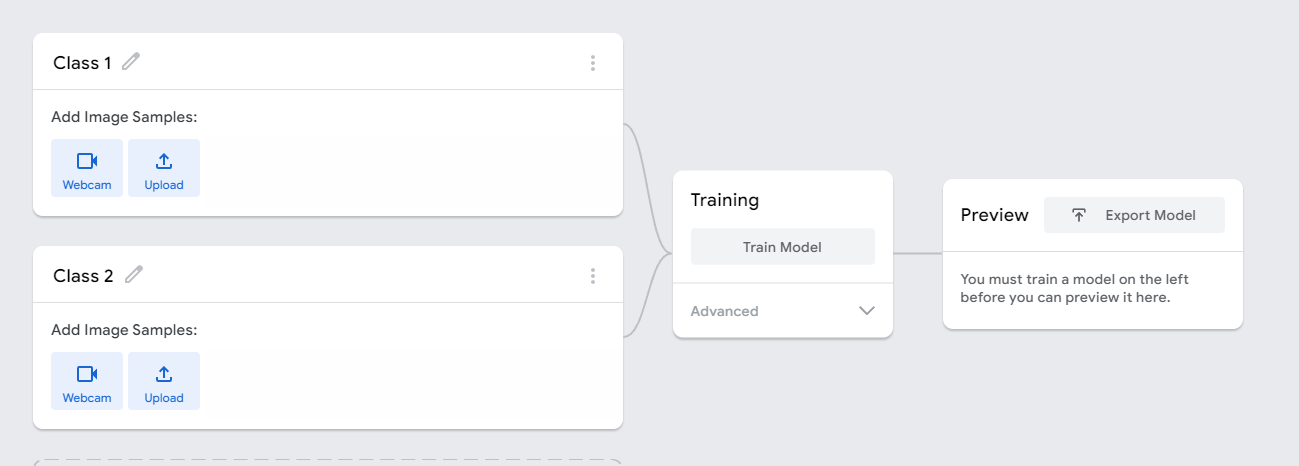 Class 1
Add Image Samples:
Webcam
Upload
Class 2
Add Image Samples:
Webcam
Upload
Training
Train Model
Advanced
Preview
Export Model
You must train a model on the left
before you can preview it here.